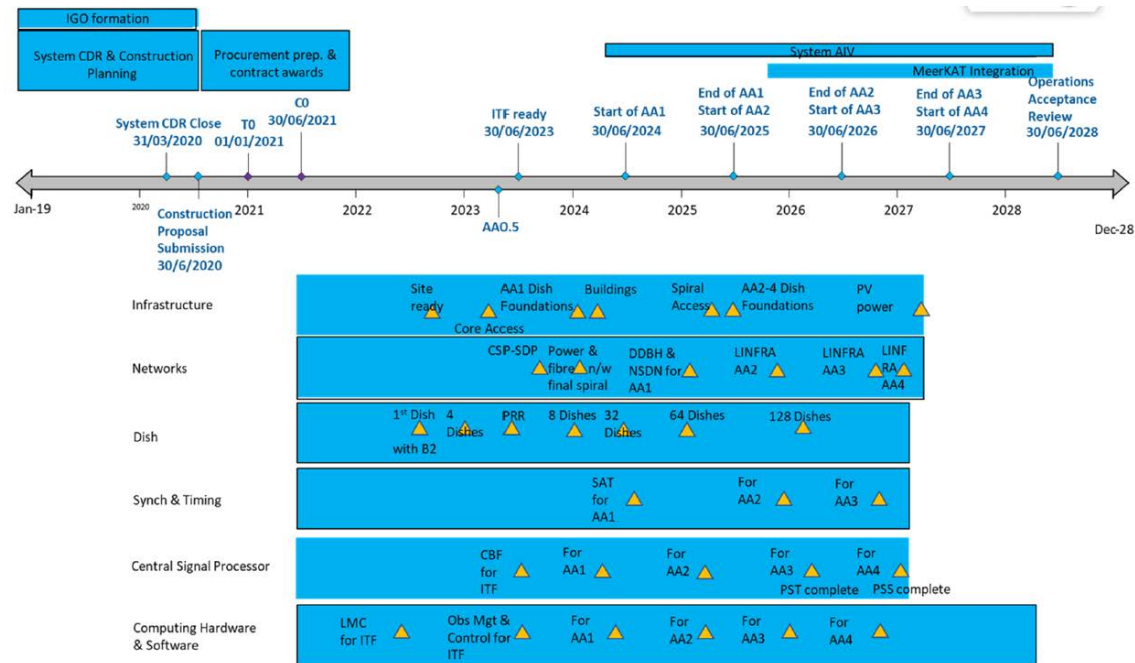 IGO formation
System CDR & Construction
Planning
Procurement prep. &
contract awards
System AIV
MeerKAT Integration
System CDR Close
31/03/2020
T0
01/01/2021
C0
30/06/2021
ITF ready
30/06/2023
Start of AA1
30/06/2024
End of AA1
Start of AA2
30/06/2025
End of AA2
Start of AA3
30/06/2026
End of AA3
Start of AA4
30/06/2027
Operations
Acceptance
Review
30/06/2028
Jan-19
2020
2021
2022
2023
2024
2025
2026
2027
2028
Dec-28
Construction
Proposal
Submission
30/6/2020
AA0.5
Infrastructure
Site
ready
Core Access
AA1 Dish
Foundations
Buildings
Spiral
Access
AA2-4 Dish
Foundations
PV
power
Networks
CSP-SDP
Power &
fibre n/w
final spiral
DDBH &
NSDN for
AA1
LINFRA
AA2
LINFRA
AA3
LINF
RA
AA4
Dish
1st Dish
with B2
4
Dishes
PRR
8 Dishes
32
Dishes
64 Dishes
128 Dishes
Synch & Timing
SAT
for
AA1
For
AA2
For
AA3
Central Signal Processor
CBF
for
ITF
For
AA1
For
AA2
For
AA3
PST complete
For
AA4
PSS complete
Computing Hardware
& Software
LMC
for ITF
Obs Mgt &
Control for
ITF
For
AA1
For
AA2
For
AA3
For
AA4